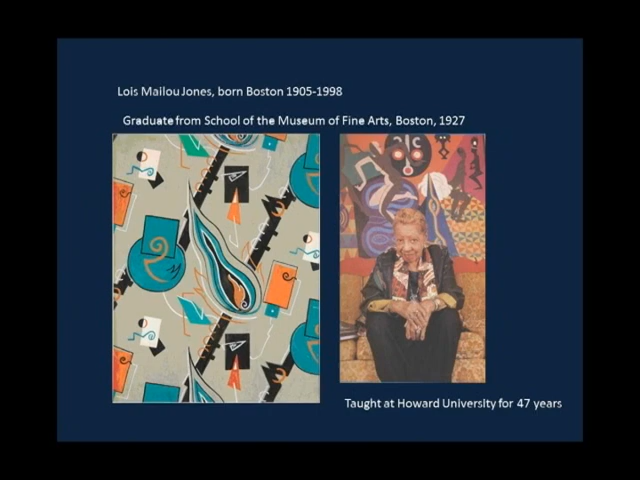 Lois Mailou Jones, born Boston 1905-1998
Graduate from School of the Museum of Fine Arts, Boston, 1927
Taught at Howard University for 47 years